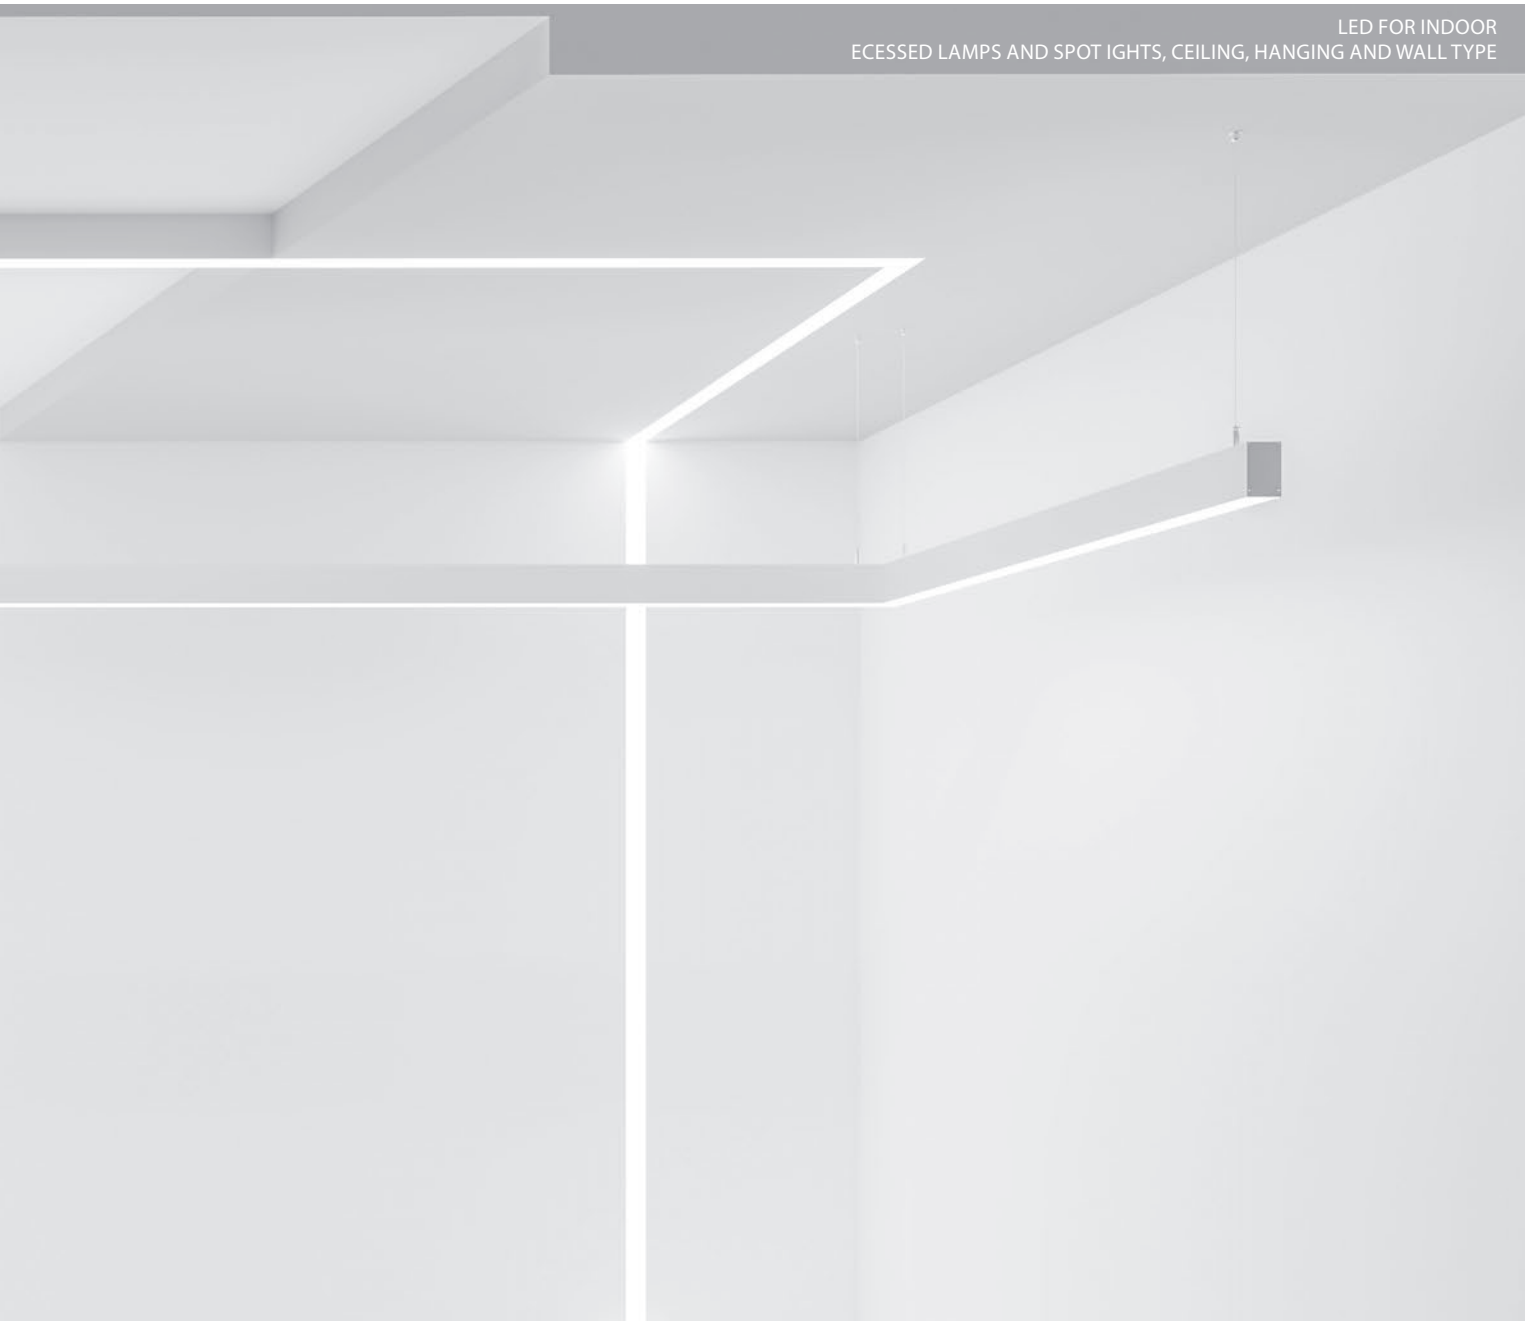 LED FOR INDOOR
ECESSED LAMPS AND SPOT IGHTS, CEILING, HANGING AND WALL TYPE